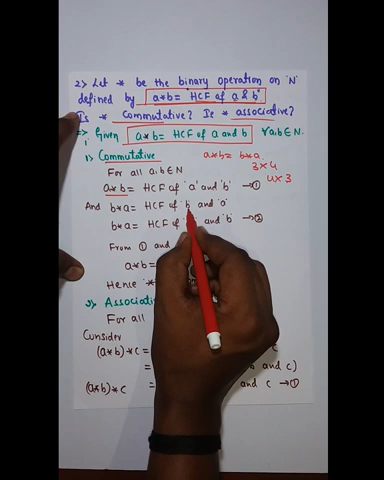 2) Let * be the binary operation on 'N'
defined by a*b = HCF of a & b.
Is * commutative? Is * associative?
=> Given a*b = HCF of a and b ∀a,b∈N.
1) Commutative a*b = b*a
For all a,b∈N 3×4
a*b = HCF of 'a' and 'b' →① 4×3
And b*a = HCF of 'b' and 'a'
b*a = HCF of and 'b' →②
From ① and
a*b =
Hence '*
2) Associati
For all
Consider
(a*b)*c = c
= and c)
(a*b)*c = and c →①